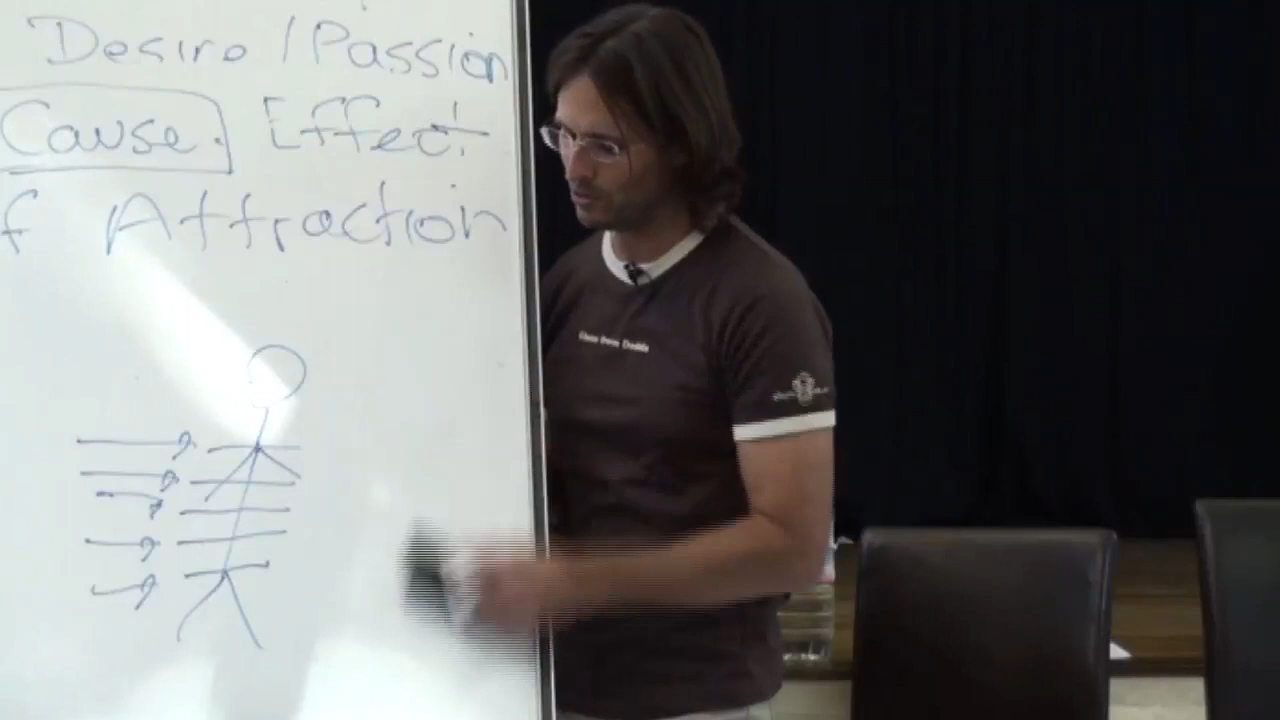 Desire / Passion
Cause. Effect
f Attraction